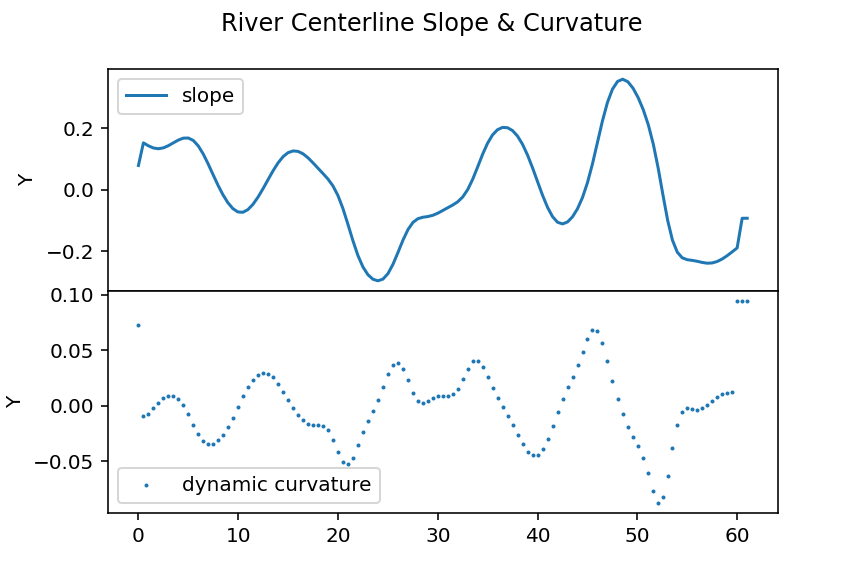 River Centerline Slope & Curvature
slope
0.2
0.0
−0.2
Y
0.10
0.05
0.00
−0.05
Y
dynamic curvature
0 10 20 30 40 50 60